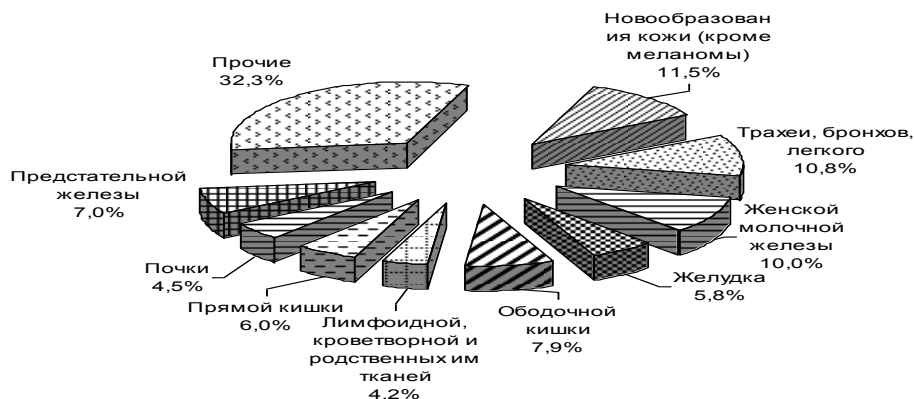 Новообразован
ия кожи (кроме
меланомы)
11,5%
Трахеи, бронхов,
легкого
10,8%
Женской
молочной
железы
10,0%
Желудка
5,8%
Ободочной
кишки
7,9%
Лимфоидной,
кроветворной и
родственных им
тканей
4,2%
Прямой кишки
6,0%
Почки
4,5%
Предстательной
железы
7,0%
Прочие
32,3%